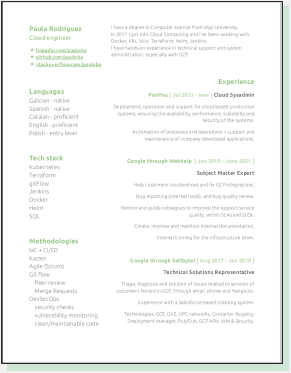 Paula Rodriguez
Cloud engineer
linkedin.com/paulaha
github.com/paulaha
stackoverflow.com/paulaha
I have a degree in Computer science from Vigo University.
In 2017 I got into Cloud Computing and I've been working with
Docker, K8s, Istio, Terraform, Helm, Jenkins.
I have hands-on experience in technical support and system
administration, especially with GCP.
Languages
Galician - native
Spanish - native
Catalan - proficient
English - proficient
Polish - entry level
Tech stack
Kubernetes
Terraform
gitFlow
Jenkins
Docker
Helm
SQL
Methodologies
IaC + CI/CD
Kaizen
Agile (Scrum)
Git flow
Peer review
Merge Requests
DevSecOps
security checks
vulnerability monitoring
clean/maintainable code
Experience
[ Jul 2021 - now ] Cloud Sysadmin
Deployment, operation and support for cloud-based production
systems, ensuring the availability, performance, scalability and
security of the systems.
Automation of processes and operations + support and
maintenance of company developed software.
Google through Webhelp [ Jan 2019 - June 2021 ]
Subject Matter Expert
Help customers troubleshoot and fix GCP integrations.
Bug reporting (internal tools), and bug quality review.
Mentor and guide colleagues to improve the support service
quality, within SLAs and SLOs.
Create, improve and maintain internal documentation.
Internal training for the infrastructure team.
Google through Sellbytel [ Aug 2017 - Jan 2019 ]
Technical Solutions Representative
Triage, diagnose and solution of issues related to services of
customers hosted in GCP, through email, phone and Hangouts.
Experience with a Salesforce based ticketing system.
Technologies: GCE, GKE, VPC networks, Container Registry,
Deployment manager, Pub/Sub, GCP APIs, IAM & Security.